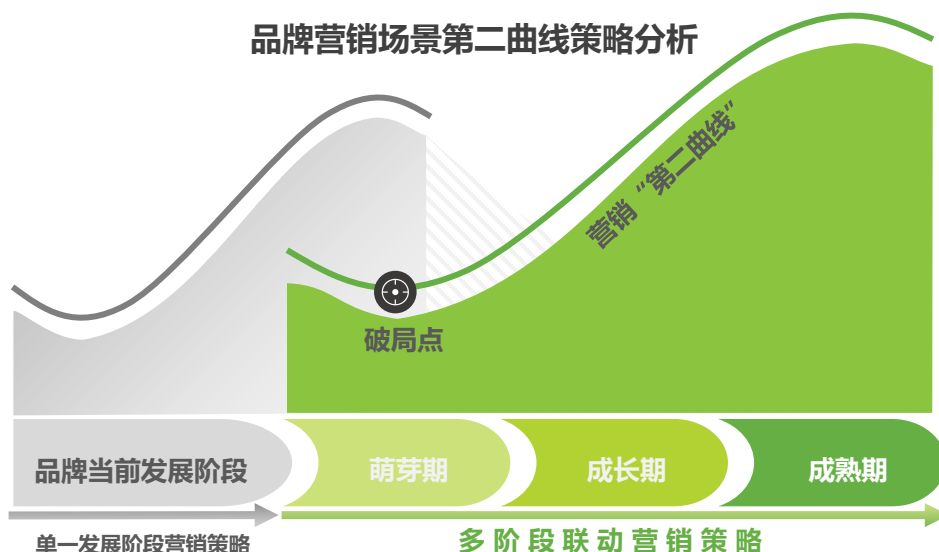 品牌营销场景第二曲线策略分析
营销“第二曲线”
破局点
品牌当前发展阶段
萌芽期
成长期
成熟期
单一发展阶段营销策略
多阶段联动营销策略